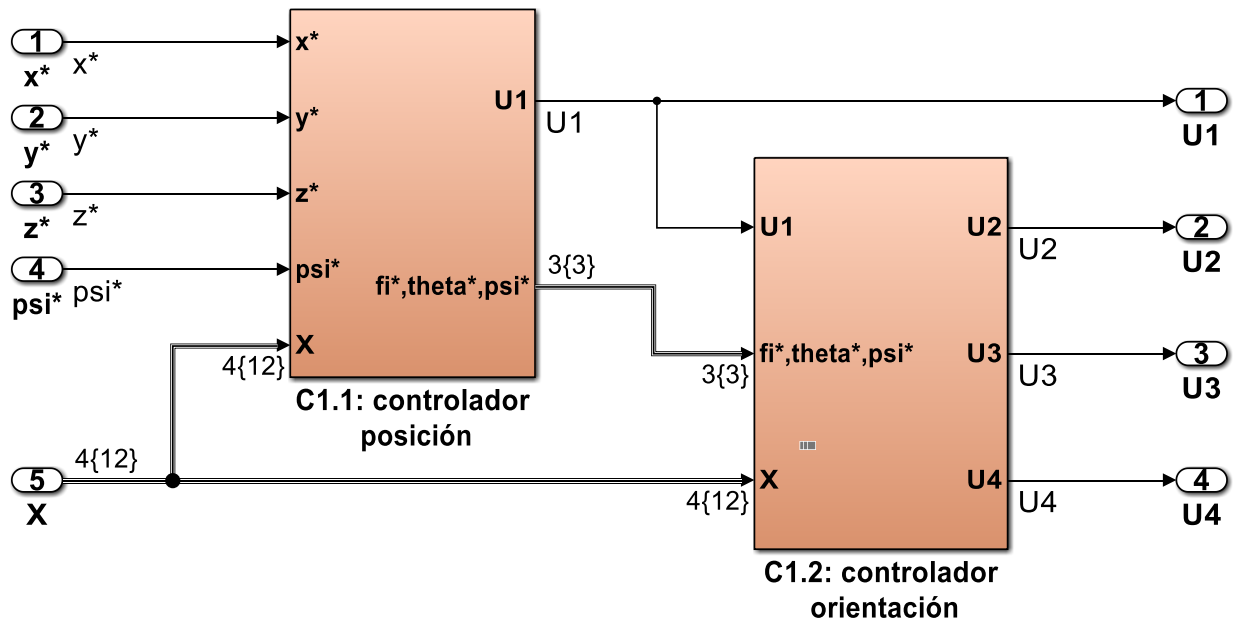 1
x*
x*
x*
2
y*
y*
y*
3
z*
z*
z*
4
psi*
psi*
psi*
5
X
4{12}
4{12}
X
U1
U1
fi*,theta*,psi*
3{3}
C1.1: controlador
posición
U1
3{3}
fi*,theta*,psi*
4{12}
X
U2
U2
U3
U3
U4
U4
C1.2: controlador
orientación
1
U1
2
U2
3
U3
4
U4